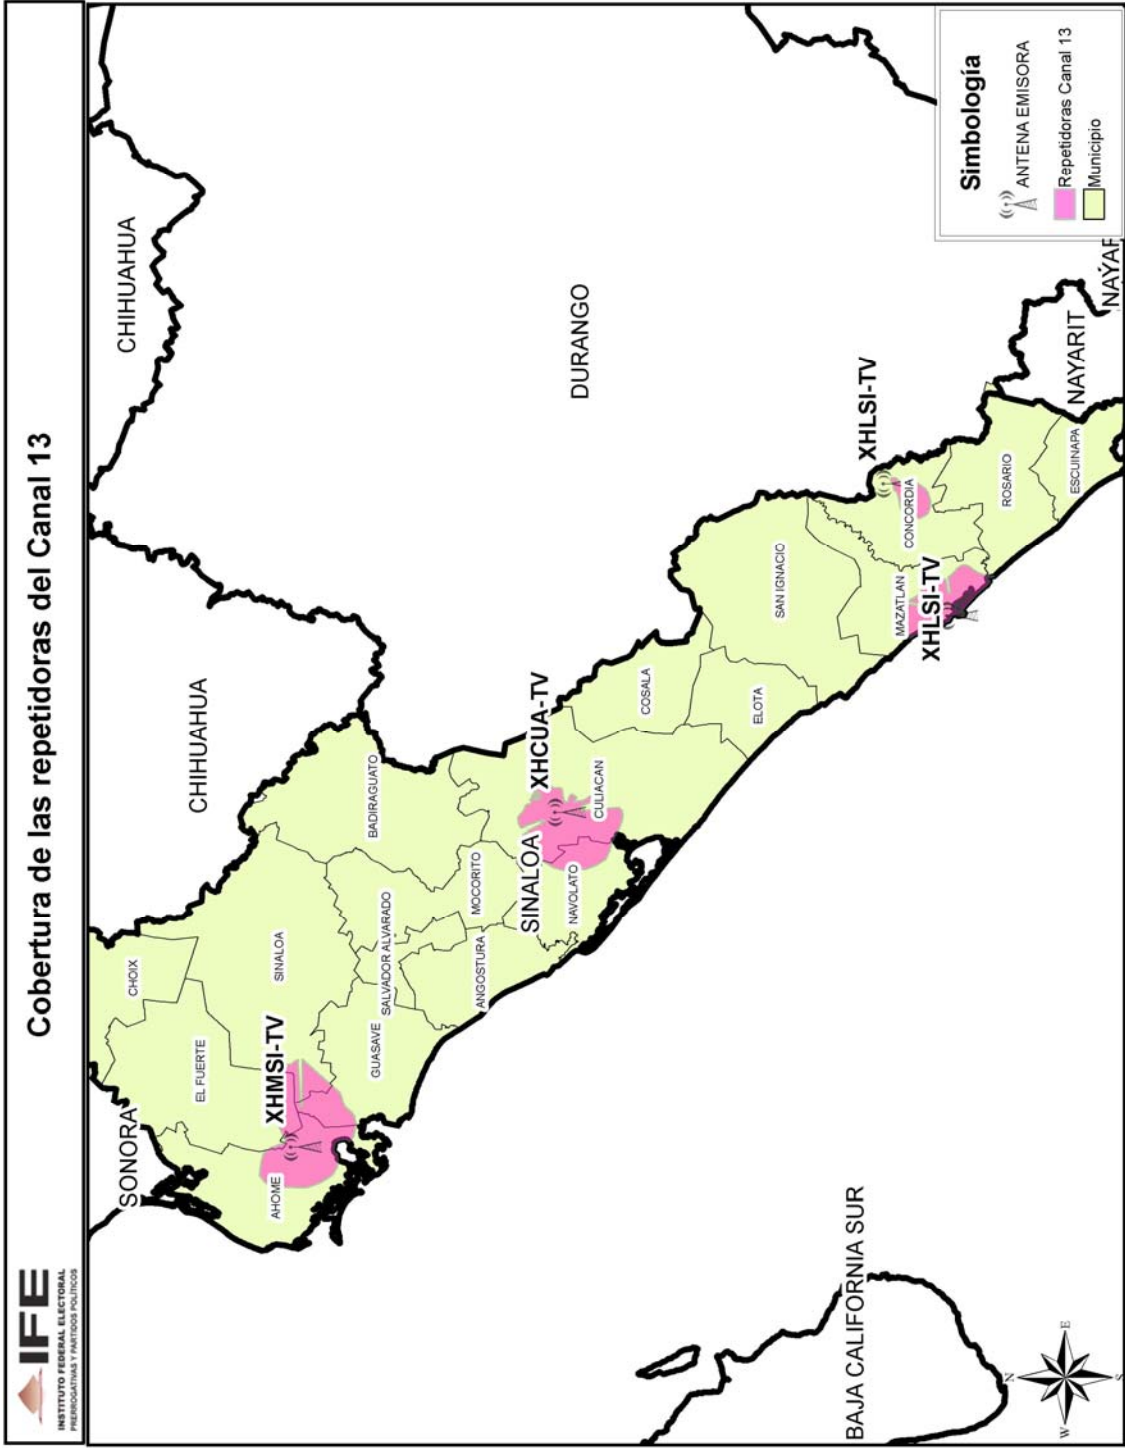 Cobertura de las repetidoras del Canal 13
IFE
INSTITUTO FEDERAL ELECTORAL
PRERROGATIVAS Y PARTIDOS POLÍTICOS
CHIHUAHUA
SONORA
CHOIX
CHIHUAHUA
EL FUERTE
SINALOA
AHOME
XHMSI-TV
GUASAVE
SALVADOR ALVARADO
BADIRAGUATO
ANGOSTURA
MOCORITO
SINALOA
XHCUA-TV
NAVOLATO
CULIACAN
DURANGO
COSALA
ELOTA
SAN IGNACIO
XHLSI-TV
MAZATLAN
CONCORDIA
XHLSI-TV
ROSARIO
ESCUINAPA
NAYARIT
NAYAR
BAJA CALIFORNIA SUR
N
W
E
S
Simbología
ANTENA EMISORA
Repetidoras Canal 13
Municipio